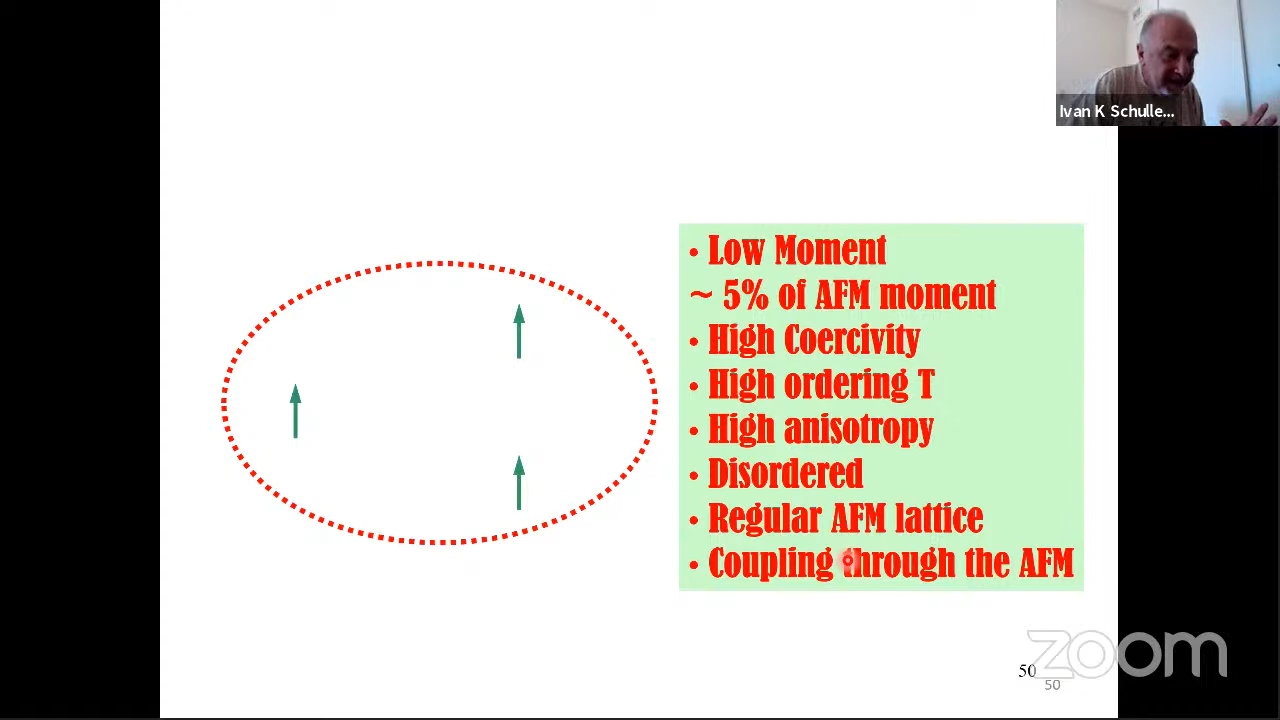 Ivan K Schulle...
• Low Moment
~ 5% of AFM moment
• High Coercivity
• High ordering T
• High anisotropy
• Disordered
• Regular AFM lattice
• Coupling through the AFM
zoom
50
50